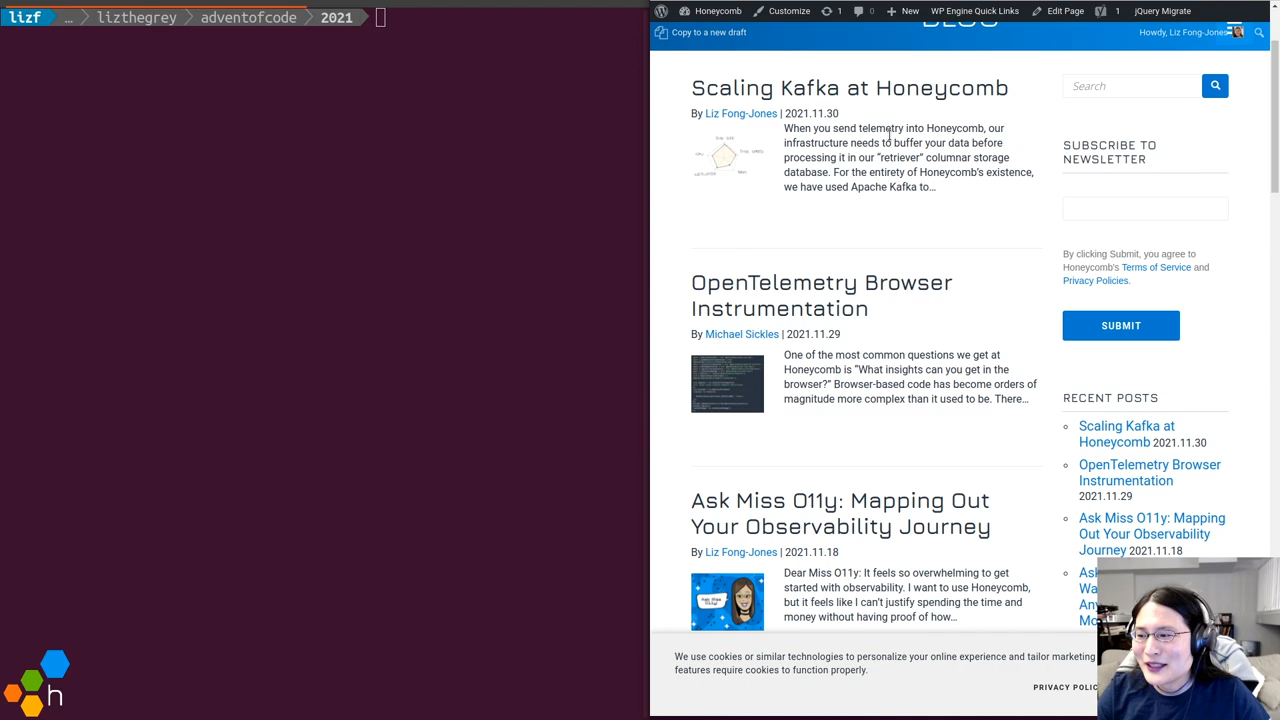 lizf … lizthegrey adventofcode 2021
Honeycomb Customize 1 0 New WP Engine Quick Links Edit Page 1 jQuery Migrate
Copy to a new draft
BLOG
Howdy, Liz Fong-Jones
Scaling Kafka at Honeycomb
By Liz Fong-Jones | 2021.11.30
When you send telemetry into Honeycomb, our
infrastructure needs to buffer your data before
processing it in our “retriever” columnar storage
database. For the entirety of Honeycomb’s existence,
we have used Apache Kafka to…
OpenTelemetry Browser
Instrumentation
By Michael Sickles | 2021.11.29
One of the most common questions we get at
Honeycomb is “What insights can you get in the
browser?” Browser-based code has become orders of
magnitude more complex than it used to be. There…
Ask Miss O11y: Mapping Out
Your Observability Journey
By Liz Fong-Jones | 2021.11.18
Dear Miss O11y: It feels so overwhelming to get
started with observability. I want to use Honeycomb,
but it feels like I can’t justify spending the time and
money without having proof of how…
Search
SUBSCRIBE TO
NEWSLETTER
By clicking Submit, you agree to
Honeycomb's Terms of Service and
Privacy Policies.
SUBMIT
RECENT POSTS
Scaling Kafka at
Honeycomb 2021.11.30
OpenTelemetry Browser
Instrumentation
2021.11.29
Ask Miss O11y: Mapping
Out Your Observability
Journey 2021.11.18
We use cookies or similar technologies to personalize your online experience and tailor marketing
features require cookies to function properly.
h